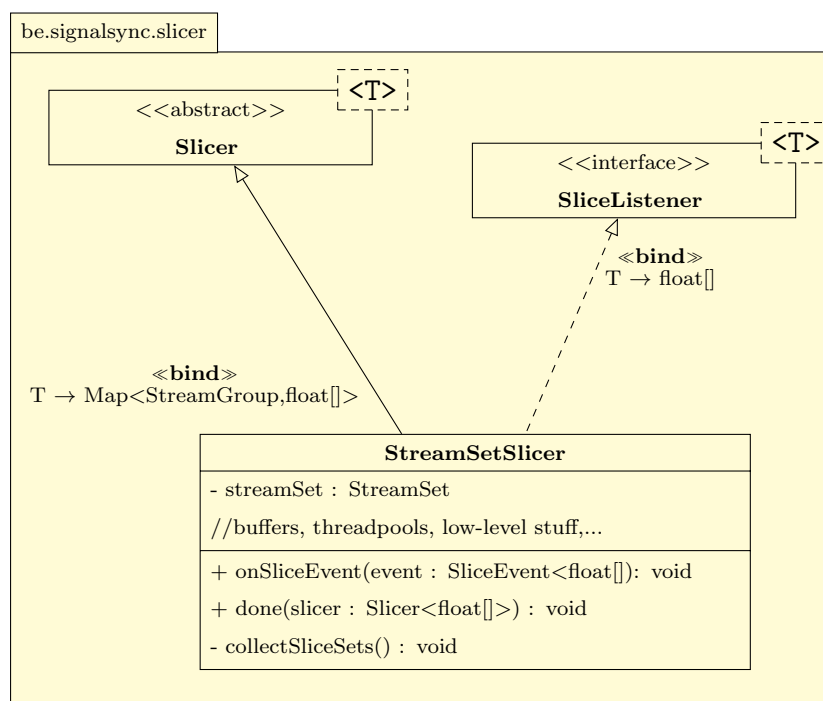 be.signalsync.slicer
<T>
<<abstract>>
Slicer
<T>
<<interface>>
SliceListener
≪bind≫
T → float[]
≪bind≫
T → Map<StreamGroup,float[]>
StreamSetSlicer
- streamSet : StreamSet
//buffers, threadpools, low-level stuff,...
+ onSliceEvent(event : SliceEvent<float[]): void
+ done(slicer : Slicer<float[]>) : void
- collectSliceSets() : void